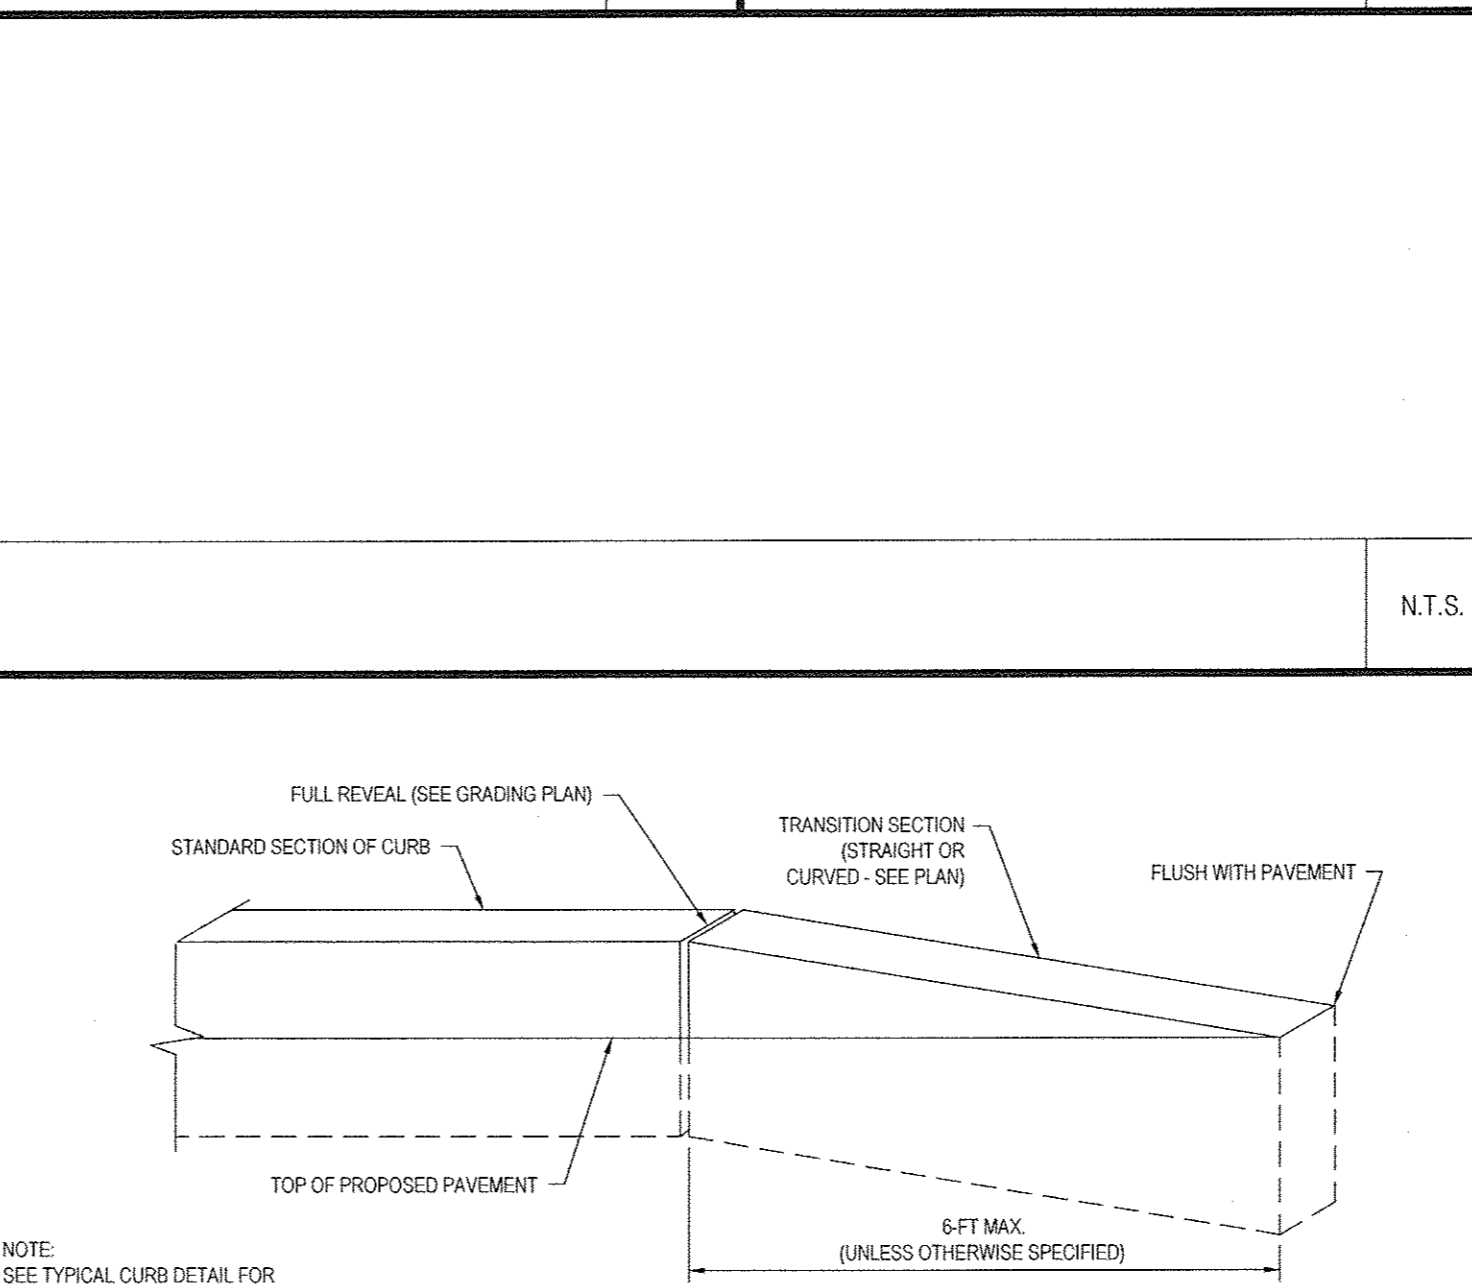 N.T.S.
FULL REVEAL (SEE GRADING PLAN)
STANDARD SECTION OF CURB
TRANSITION SECTION
(STRAIGHT OR
CURVED - SEE PLAN)
FLUSH WITH PAVEMENT
TOP OF PROPOSED PAVEMENT
6-FT MAX.
(UNLESS OTHERWISE SPECIFIED)
NOTE:
SEE TYPICAL CURB DETAIL FOR